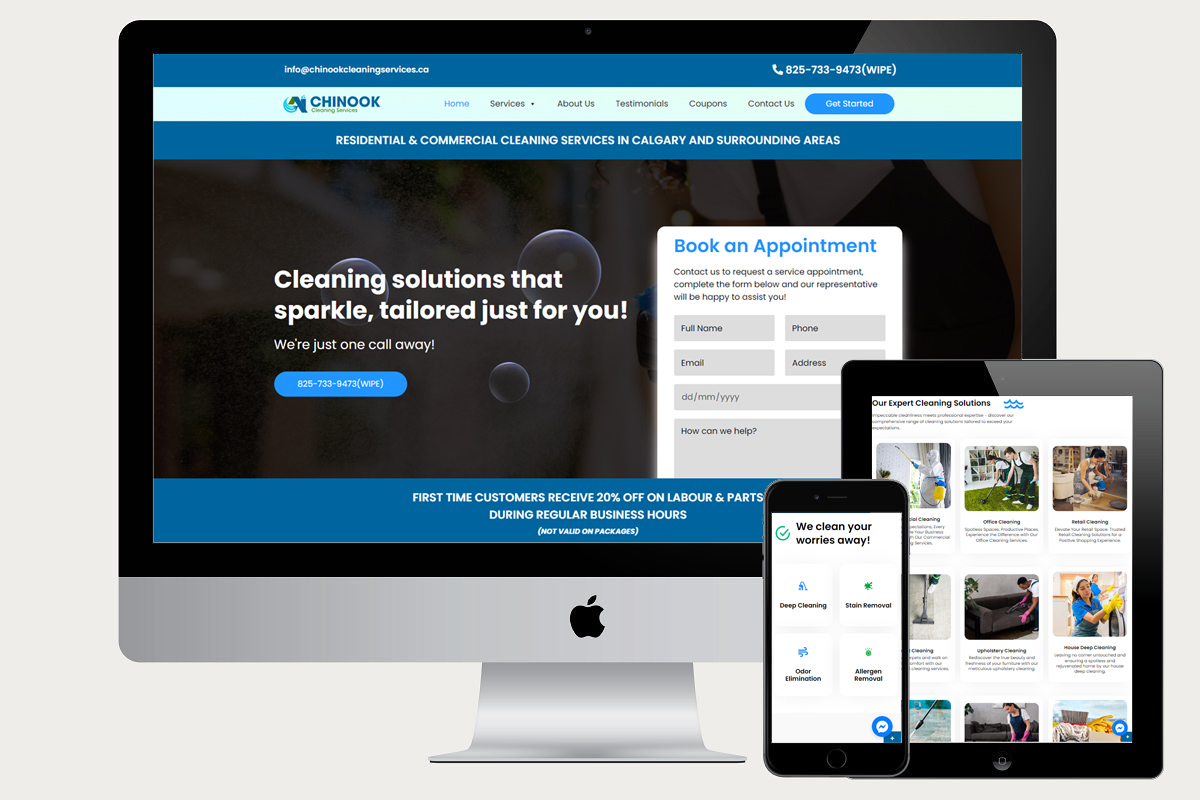 info@chinookcleaningservices.ca
825-733-9473(WIPE)
CHINOOK
Cleaning Services
Home
Services
About Us
Testimonials
Coupons
Contact Us
Get Started
RESIDENTIAL & COMMERCIAL CLEANING SERVICES IN CALGARY AND SURROUNDING AREAS
Cleaning solutions that
sparkle, tailored just for you!
We're just one call away!
825-733-9473(WIPE)
Book an Appointment
Contact us to request a service appointment,
complete the form below and our representative
will be happy to assist you!
Full Name
Phone
Email
Address
dd/mm/yyyy
How can we help?
FIRST TIME CUSTOMERS RECEIVE 20% OFF ON LABOUR & PARTS
DURING REGULAR BUSINESS HOURS
(NOT VALID ON PACKAGES)
We clean your
worries away!
Deep Cleaning
Stain Removal
Odor
Elimination
Allergen
Removal
Our Expert Cleaning Solutions
Impeccable cleanliness meets professional expertise - discover our
comprehensive range of cleaning solutions tailored to exceed your
expectations.
Cleaning
Office Cleaning
Spotless Spaces, Productive Places,
Experience the Difference with Our
Office Cleaning Services.
Retail Cleaning
Elevate Your Retail Space: Trusted
Retail Cleaning Solutions for a
Positive Shopping Experience.
Cleaning
Upholstery Cleaning
Rediscover the true beauty and
freshness of your furniture with our
meticulous upholstery cleaning.
House Deep Cleaning
Leaving no corner untouched and
ensuring a spotless and
rejuvenated home by our house
deep cleaning.